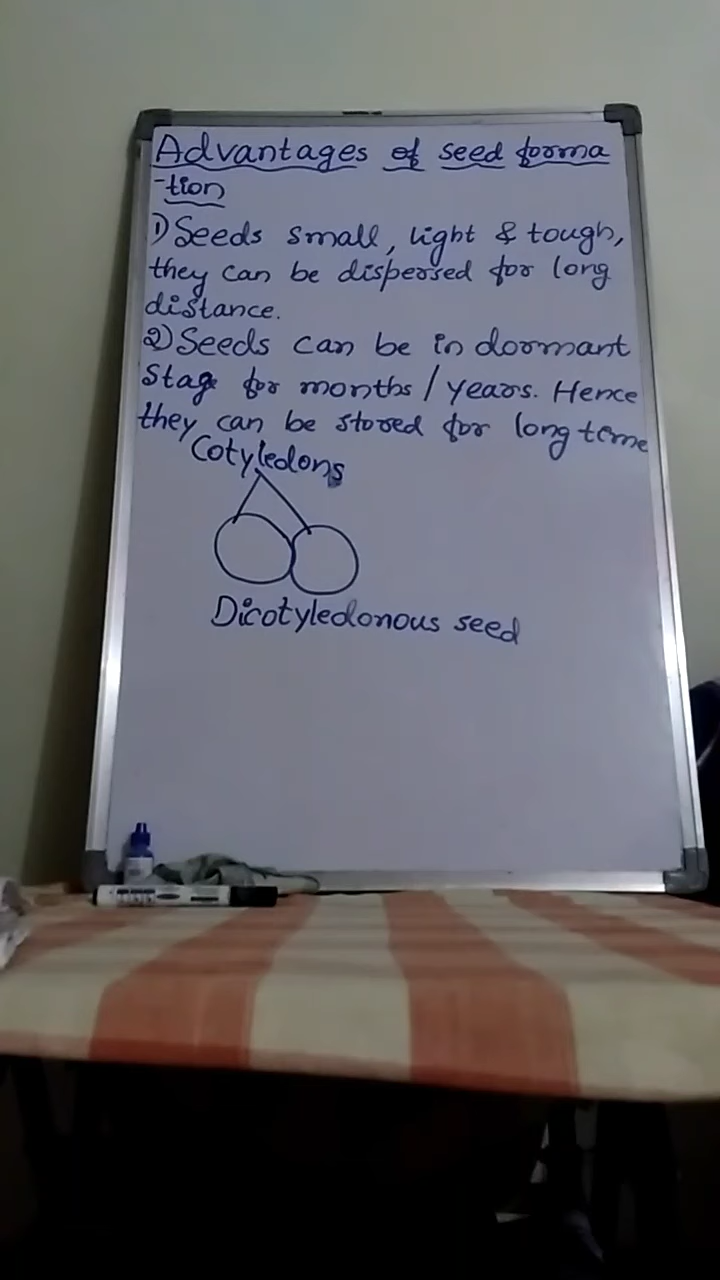 Advantages of seed forma
-tion
1) Seeds small, light & tough,
they can be dispersed for long
distance.
2) Seeds can be in dormant
Stage for months / years. Hence
they can be stored for long time
Cotyledons
Dicotyledonous seed